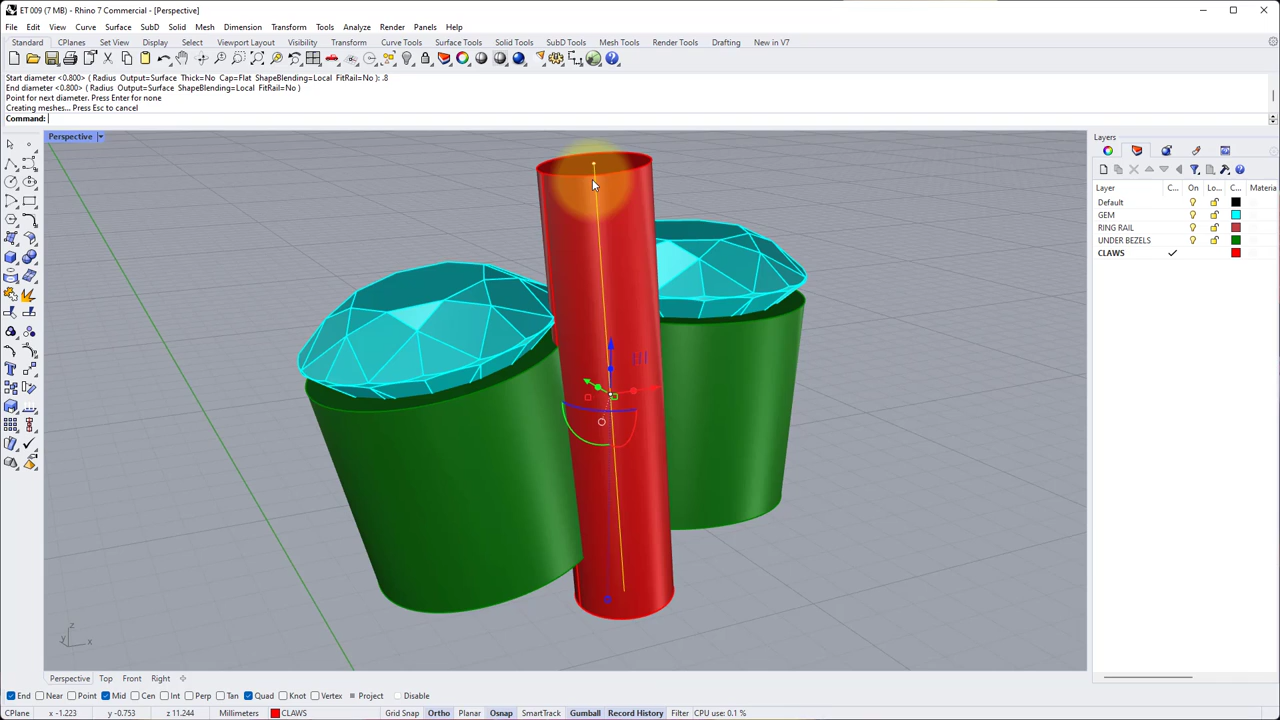 ET 009 (7 MB) - Rhino 7 Commercial - [Perspective]
File Edit View Curve Surface SubD Solid Mesh Dimension Transform Tools Analyze Render Panels Help
Standard CPlanes Set View Display Select Viewport Layout Visibility Transform Curve Tools Surface Tools Solid Tools SubD Tools Mesh Tools Render Tools Drafting New in V7
Start diameter <0.800> ( Radius Output=Surface Thick=No Cap=Flat ShapeBlending=Local FitRail=No ): .8
End diameter <0.800> ( Radius Output=Surface ShapeBlending=Local FitRail=No )
Point for next diameter. Press Enter for none
Creating meshes... Press Esc to cancel
Command:
Perspective
Layers
Layer C... On Lo... C... Materia
Default
GEM
RING RAIL
UNDER BEZELS
CLAWS
z
y x
Perspective Top Front Right
End Near Point Mid Cen Int Perp Tan Quad Knot Vertex Project Disable
CPlane x -1.223 y -0.753 z 11.244 Millimeters CLAWS Grid Snap Ortho Planar Osnap SmartTrack Gumball Record History Filter CPU use: 0.1 %